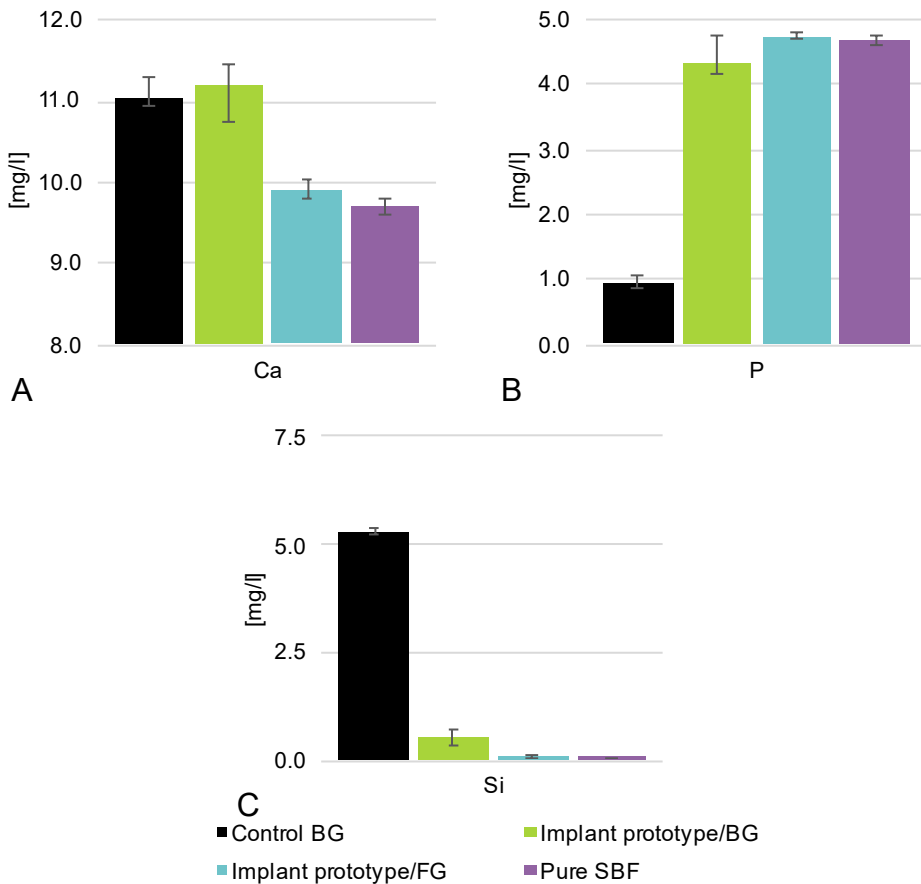 12.0
11.0
10.0
9.0
8.0
[mg/l]
Ca
A
5.0
4.0
3.0
2.0
1.0
0.0
[mg/l]
P
B
7.5
5.0
2.5
0.0
[mg/l]
Si
C
Control BG
Implant prototype/BG
Implant prototype/FG
Pure SBF